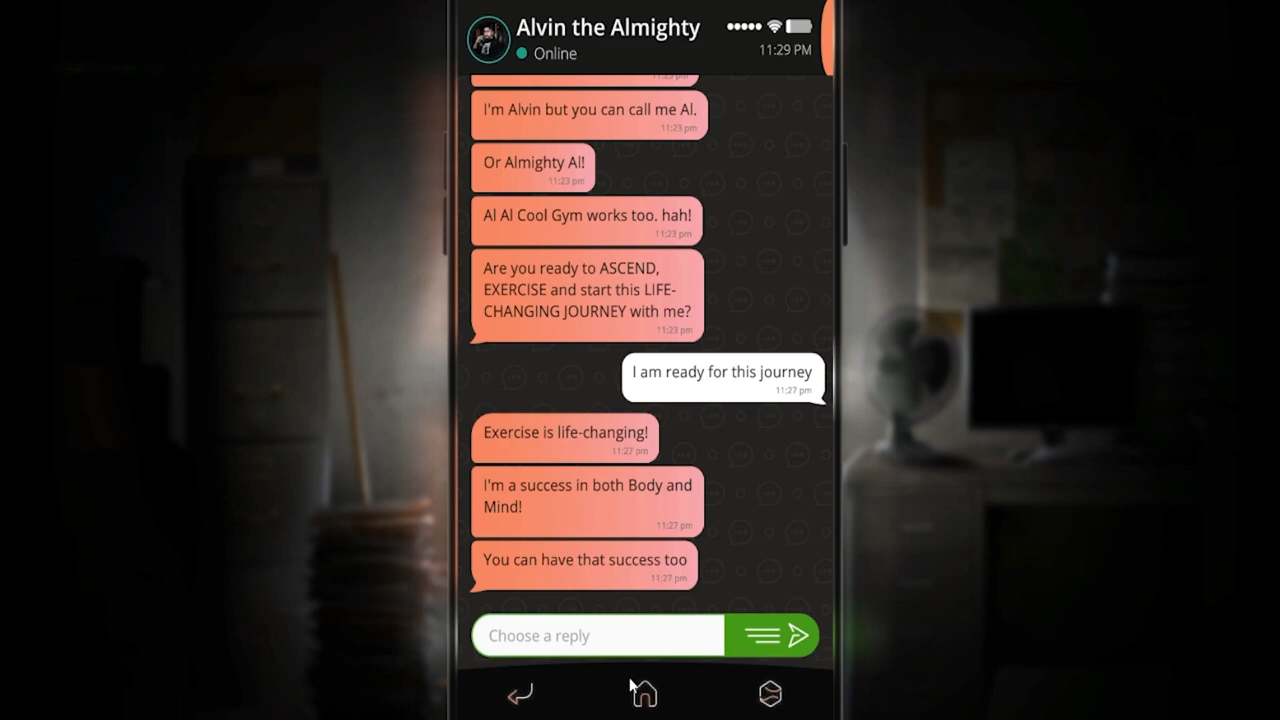 Alvin the Almighty
Online
11:29 PM
11:23 pm
I'm Alvin but you can call me Al.
11:23 pm
Or Almighty Al!
11:23 pm
Al Al Cool Gym works too. hah!
11:23 pm
Are you ready to ASCEND,
EXERCISE and start this LIFE-
CHANGING JOURNEY with me?
11:23 pm
I am ready for this journey
11:27 pm
Exercise is life-changing!
11:27 pm
I'm a success in both Body and
Mind!
11:27 pm
You can have that success too
11:27 pm
Choose a reply